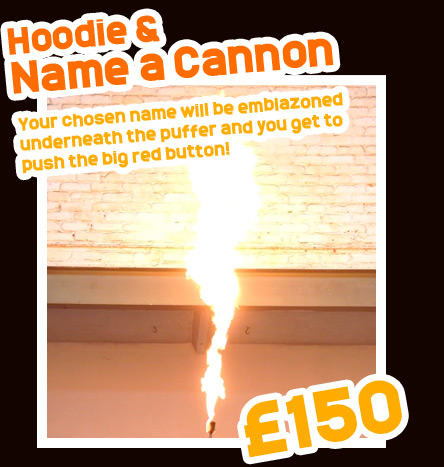 Hoodie &
Name a Cannon
Your chosen name will be emblazoned
underneath the puffer and you get to
push the big red button!
£150